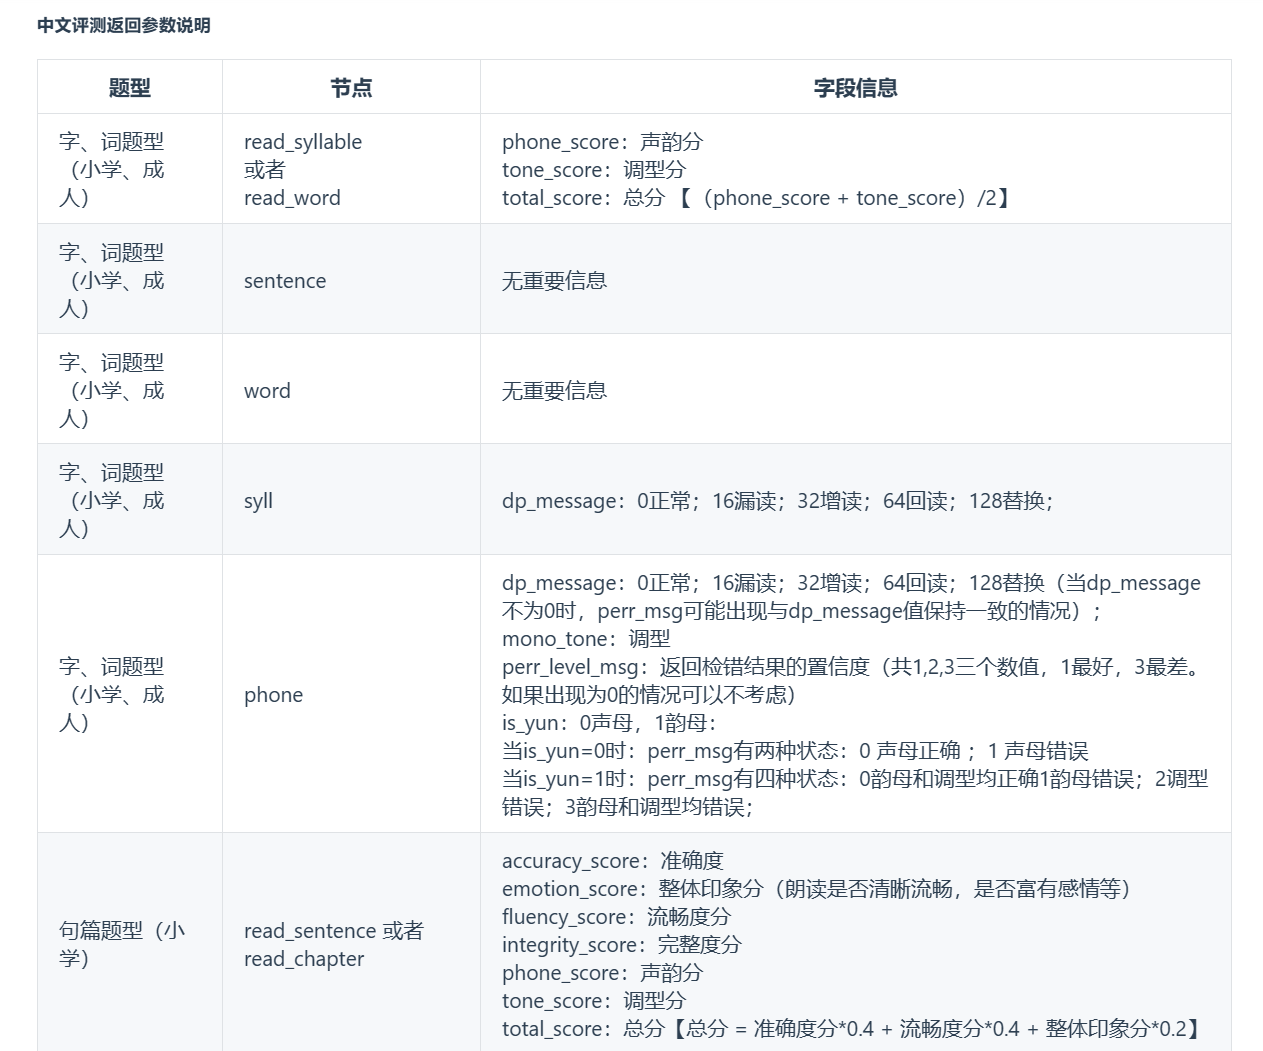 中文评测返回参数说明
题型 节点 字段信息
字、词题型
（小学、成
人）
read_syllable
或者
read_word
phone_score：声韵分
tone_score：调型分
total_score：总分 【（phone_score + tone_score）/2】
字、词题型
（小学、成
人）
sentence
无重要信息
字、词题型
（小学、成
人）
word
无重要信息
字、词题型
（小学、成
人）
syll
dp_message：0正常；16漏读；32增读；64回读；128替换；
字、词题型
（小学、成
人）
phone
dp_message：0正常；16漏读；32增读；64回读；128替换（当dp_message
不为0时，perr_msg可能出现与dp_message值保持一致的情况）;
mono_tone：调型
perr_level_msg：返回检错结果的置信度（共1,2,3三个数值，1最好，3最差。
如果出现为0的情况可以不考虑）
is_yun：0声母，1韵母：
当is_yun=0时：perr_msg有两种状态：0 声母正确 ；1 声母错误
当is_yun=1时：perr_msg有四种状态：0韵母和调型均正确1韵母错误；2调型
错误；3韵母和调型均错误；
句篇题型（小
学）
read_sentence 或者
read_chapter
accuracy_score：准确度
emotion_score：整体印象分（朗读是否清晰流畅，是否富有感情等）
fluency_score：流畅度分
integrity_score：完整度分
phone_score：声韵分
tone_score：调型分
total_score：总分【总分 = 准确度分*0.4 + 流畅度分*0.4 + 整体印象分*0.2】